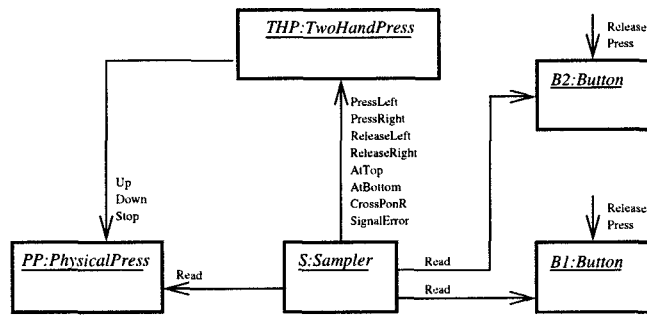 THP:TwoHandPress
Release
Press
B2:Button
PressLeft
PressRight
ReleaseLeft
ReleaseRight
AtTop
AtBottom
CrossPonR
SignalError
Up
Down
Stop
Release
Press
PP:PhysicalPress
Read
S:Sampler
Read
Read
B1:Button